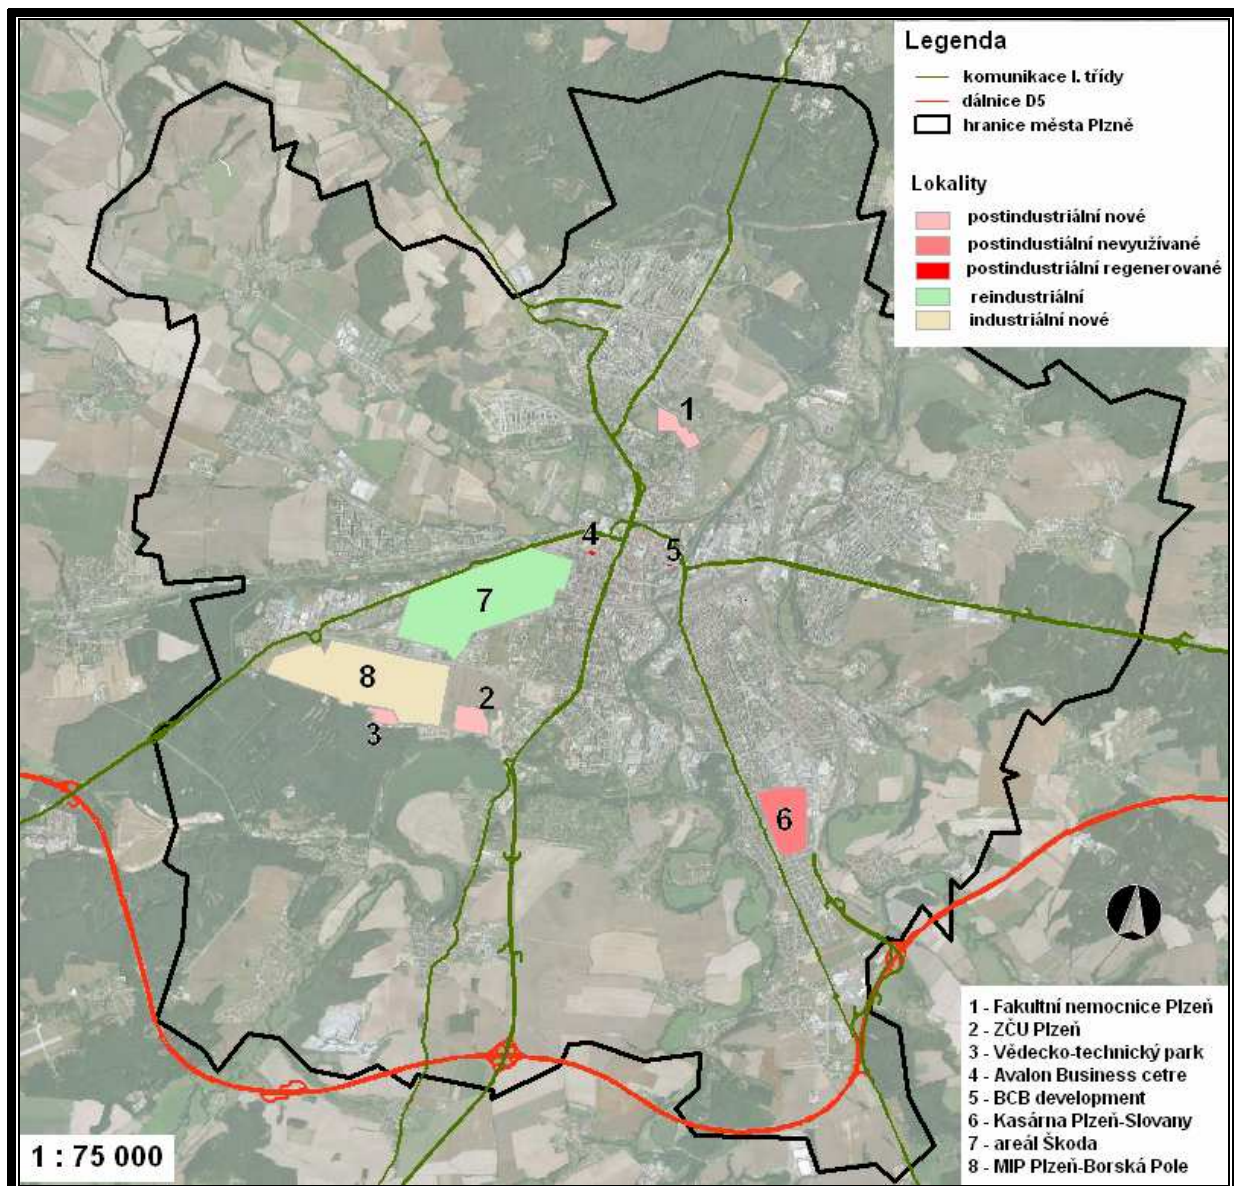 Legenda
komunikace I. třídy
dálnice D5
hranice města Plzně
Lokality
postindustriální nové
postindustiální nevyužívané
postindustriální regenerované
reindustriální
industriální nové
1
4
5
7
8
2
3
6
1 - Fakultní nemocnice Plzeň
2 - ZČU Plzeň
3 - Vědecko-technický park
4 - Avalon Business cetre
5 - BCB development
6 - Kasárna Plzeň-Slovany
7 - areál Škoda
8 - MIP Plzeň-Borská Pole
1 : 75 000